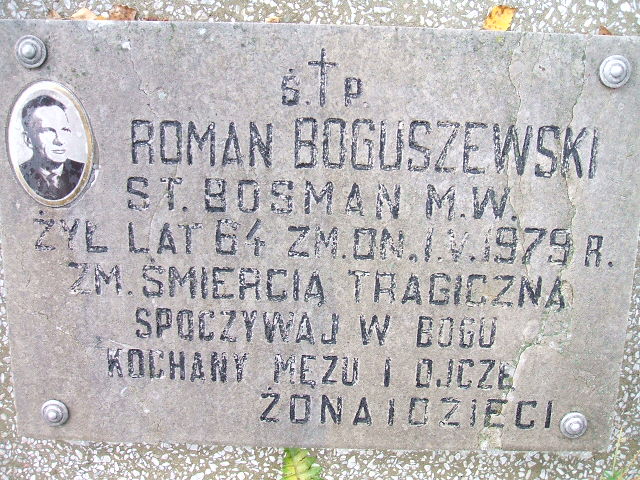 Ś.†P.
ROMAN BOGUSZEWSKI
ST. BOSMAN M.W.
ŻYŁ LAT 64 ZM. DN. 1.V.1979 R.
ZM. ŚMIERCIĄ TRAGICZNĄ
SPOCZYWAJ W BOGU
KOCHANY MĘŻU I OJCZE
ŻONA I DZIECI